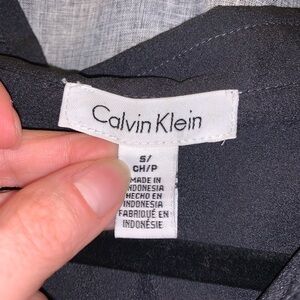 Calvin Klein
S/
CH/P
MADE IN
INDONESIA
HECHO EN
INDONESIA
FABRIQUÉ EN
INDONÉSIE